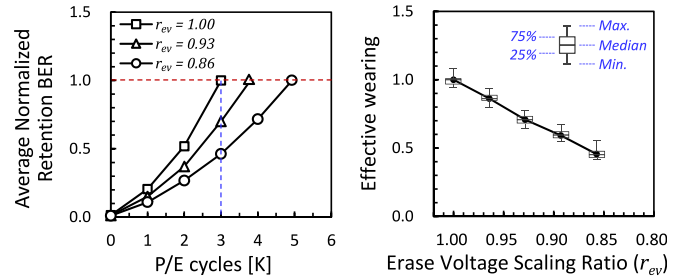 Average Normalized
Retention BER
1.5
1.0
0.5
0.0
r_ev = 1.00
r_ev = 0.93
r_ev = 0.86
0 1 2 3 4 5 6
P/E cycles [K]
Effective wearing
1.5
1.0
0.5
0.0
75%
25%
Max.
Median
Min.
1.00 0.95 0.90 0.85 0.80
Erase Voltage Scaling Ratio (r_ev)